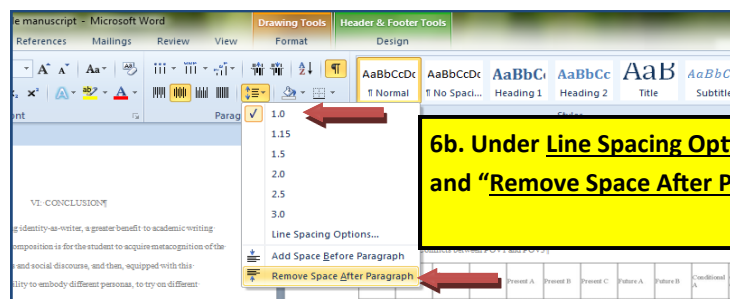 le manuscript - Microsoft Word
Drawing Tools
Header & Footer Tools
References Mailings Review View Format Design
Aa
AaBbCcDc AaBbCcDc AaBbC AaBbCc AaB AaBbC
¶ Normal ¶ No Spaci... Heading 1 Heading 2 Title Subtitle
nt Parag
1.0
1.15
1.5
2.0
2.5
3.0
Line Spacing Options...
Add Space Before Paragraph
Remove Space After Paragraph
6b. Under Line Spacing Opt
and “Remove Space After P
VI. CONCLUSION¶
g identity-as-writer, a greater benefit to academic writing
omposition is for the student to acquire metacognition of the
and social discourse, and then, equipped with this
ility to embody different personas, to try on different
Present A Present B Present C Future A Future B Conditional A